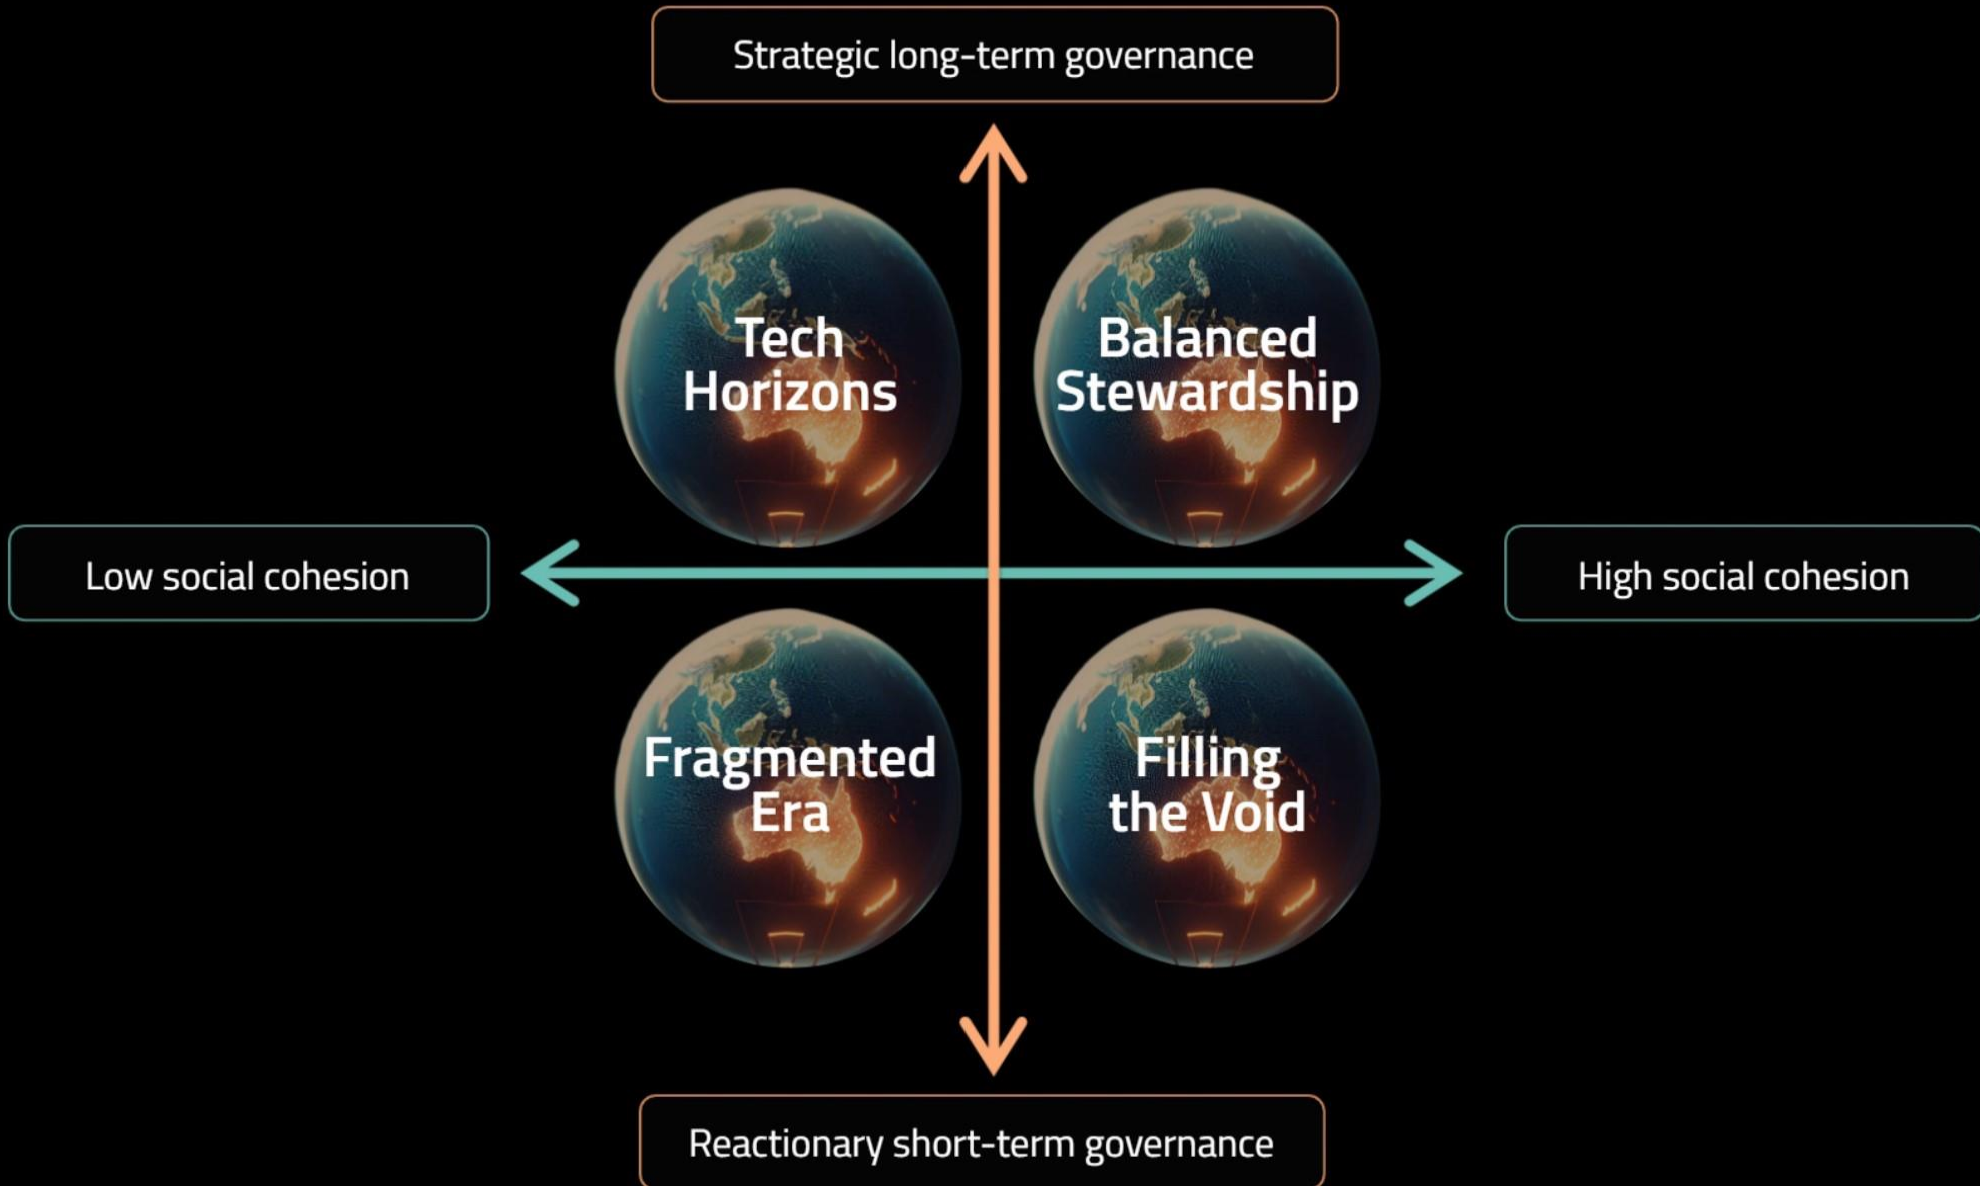 Strategic long-term governance
Tech
Horizons
Balanced
Stewardship
Low social cohesion
High social cohesion
Fragmented
Era
Filling
the Void
Reactionary short-term governance